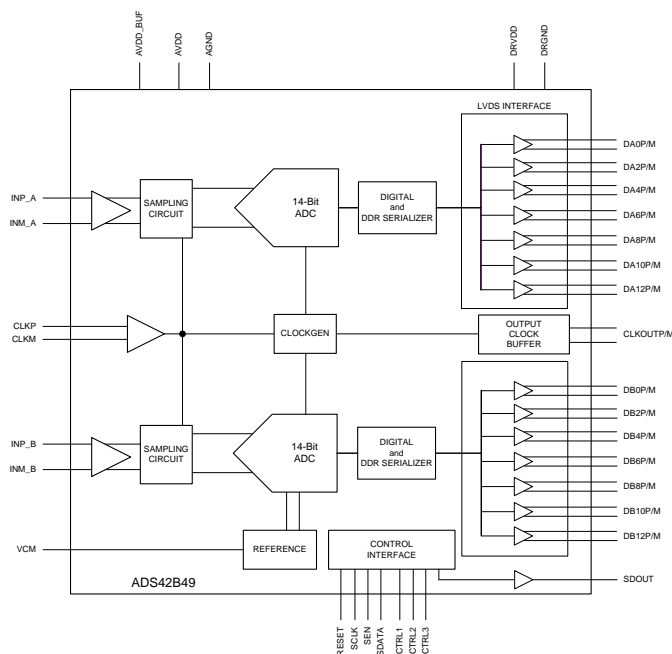 AVDD_BUF
AVDD
AGND
DRVDD
DRGND
LVDS INTERFACE
DA0P/M
DA2P/M
DA4P/M
DA6P/M
DA8P/M
DA10P/M
DA12P/M
INP_A
INM_A
SAMPLING
CIRCUIT
14-Bit
ADC
DIGITAL
and
DDR SERIALIZER
CLKP
CLKM
CLOCKGEN
OUTPUT
CLOCK
BUFFER
CLKOUTP/M
INP_B
INM_B
SAMPLING
CIRCUIT
14-Bit
ADC
DIGITAL
and
DDR SERIALIZER
DB0P/M
DB2P/M
DB4P/M
DB6P/M
DB8P/M
DB10P/M
DB12P/M
VCM
REFERENCE
CONTROL
INTERFACE
SDOUT
ADS42B49
RESET
SCLK
SEN
SDATA
CTRL1
CTRL2
CTRL3